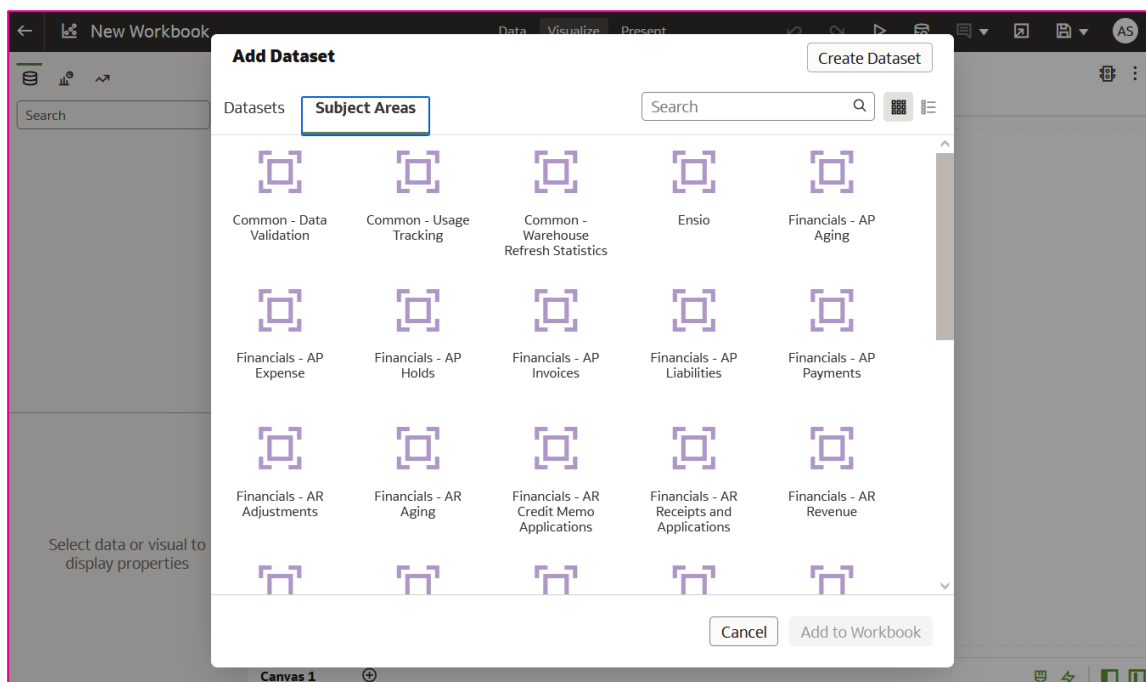 New Workbook
Data Visualize Present
AS
Add Dataset
Create Dataset
Datasets
Subject Areas
Search
Search
Common - Data
Validation
Common - Usage
Tracking
Common -
Warehouse
Refresh Statistics
Ensio
Financials - AP
Aging
Financials - AP
Expense
Financials - AP
Holds
Financials - AP
Invoices
Financials - AP
Liabilities
Financials - AP
Payments
Financials - AR
Adjustments
Financials - AR
Aging
Financials - AR
Credit Memo
Applications
Financials - AR
Receipts and
Applications
Financials - AR
Revenue
Select data or visual to
display properties
Cancel
Add to Workbook
Canvas 1